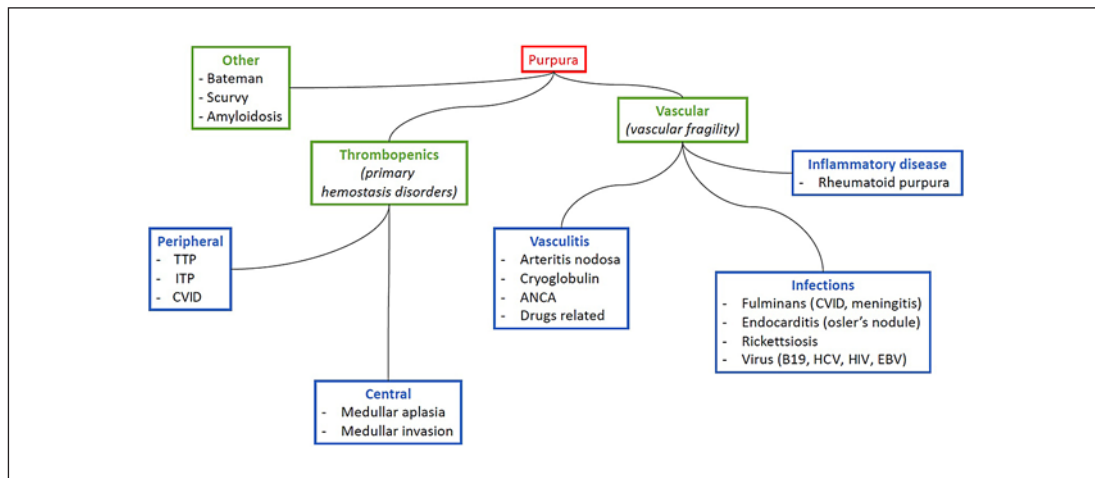 Purpura
Other
- Bateman
- Scurvy
- Amyloidosis
Vascular
(vascular fragility)
Thrombopenics
(primary
hemostasis disorders)
Inflammatory disease
- Rheumatoid purpura
Peripheral
- TTP
- ITP
- CVID
Vasculitis
- Arteritis nodosa
- Cryoglobulin
- ANCA
- Drugs related
Infections
- Fulminans (CVID, meningitis)
- Endocarditis (osler's nodule)
- Rickettsiosis
- Virus (B19, HCV, HIV, EBV)
Central
- Medullar aplasia
- Medullar invasion